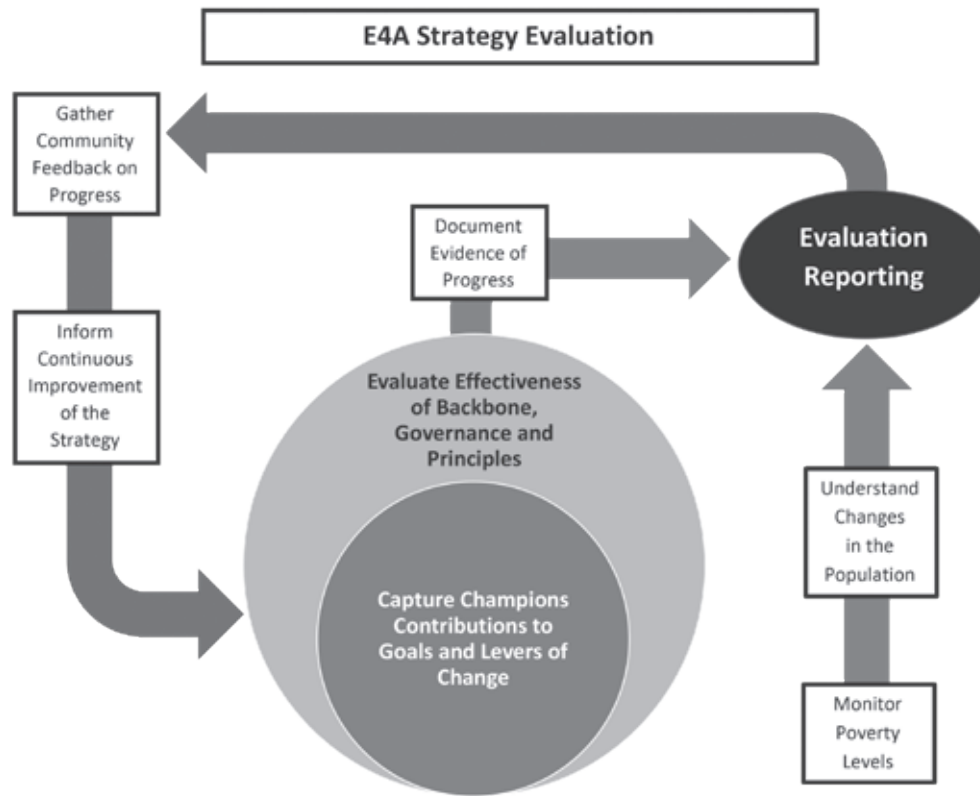 E4A Strategy Evaluation
Gather
Community
Feedback on
Progress
Document
Evidence of
Progress
Evaluation
Reporting
Inform
Continuous
Improvement
of the
Strategy
Evaluate Effectiveness
of Backbone,
Governance and
Principles
Understand
Changes
in the
Population
Capture Champions
Contributions to
Goals and Levers of
Change
Monitor
Poverty
Levels